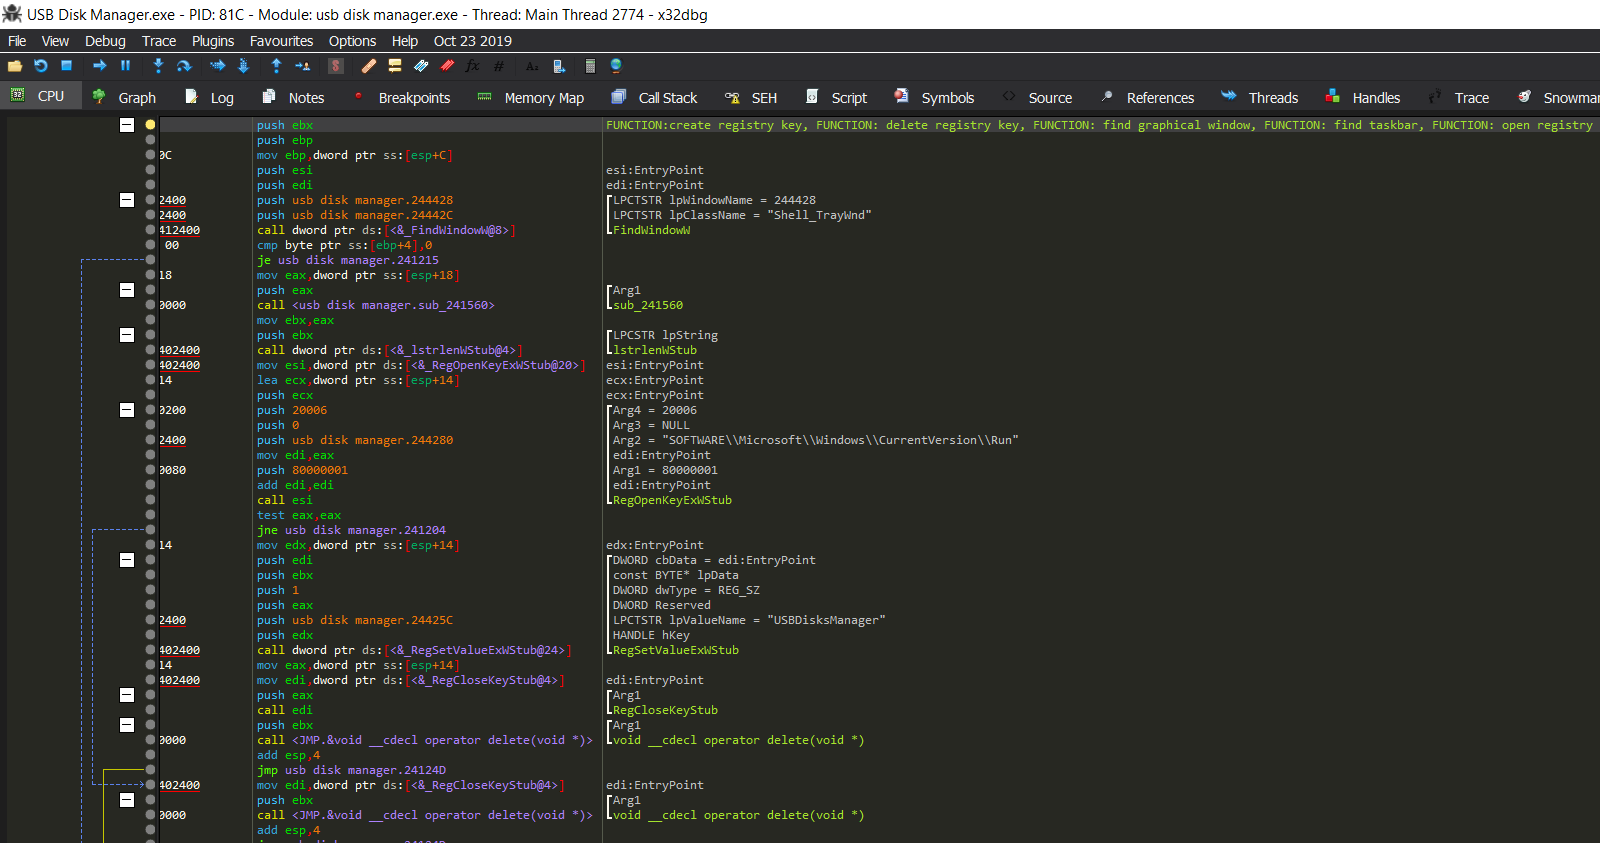 USB Disk Manager.exe - PID: 81C - Module: usb disk manager.exe - Thread: Main Thread 2774 - x32dbg
File View Debug Trace Plugins Favourites Options Help Oct 23 2019
CPU Graph Log Notes Breakpoints Memory Map Call Stack SEH Script Symbols Source References Threads Handles Trace Snowman
push ebx FUNCTION:create registry key, FUNCTION: delete registry key, FUNCTION: find graphical window, FUNCTION: find taskbar, FUNCTION: open registry
push ebp
0C mov ebp,dword ptr ss:[esp+C]
push esi esi:EntryPoint
push edi edi:EntryPoint
2400 push usb disk manager.244428 LPCTSTR lpWindowName = 244428
2400 push usb disk manager.24442C LPCTSTR lpClassName = "Shell_TrayWnd"
412400 call dword ptr ds:[<&_FindWindowW@8>] FindWindowW
00 cmp byte ptr ss:[ebp+4],0
je usb disk manager.241215
18 mov eax,dword ptr ss:[esp+18]
push eax Arg1
0000 call <usb disk manager.sub_241560> sub_241560
mov ebx,eax
push ebx LPCSTR lpString
402400 call dword ptr ds:[<&_lstrlenWStub@4>] lstrlenWStub
402400 mov esi,dword ptr ds:[<&_RegOpenKeyExWStub@20>] esi:EntryPoint
14 lea ecx,dword ptr ss:[esp+14] ecx:EntryPoint
push ecx ecx:EntryPoint
0200 push 20006 Arg4 = 20006
push 0 Arg3 = NULL
2400 push usb disk manager.244280 Arg2 = "SOFTWARE\\Microsoft\\Windows\\CurrentVersion\\Run"
mov edi,eax edi:EntryPoint
0080 push 80000001 Arg1 = 80000001
add edi,edi edi:EntryPoint
call esi RegOpenKeyExWStub
test eax,eax
jne usb disk manager.241204
14 mov edx,dword ptr ss:[esp+14] edx:EntryPoint
push edi DWORD cbData = edi:EntryPoint
push ebx const BYTE* lpData
push 1 DWORD dwType = REG_SZ
push eax DWORD Reserved
2400 push usb disk manager.24425C LPCTSTR lpValueName = "USBDisksManager"
push edx HANDLE hKey
402400 call dword ptr ds:[<&_RegSetValueExWStub@24>] RegSetValueExWStub
14 mov eax,dword ptr ss:[esp+14]
402400 mov edi,dword ptr ds:[<&_RegCloseKeyStub@4>] edi:EntryPoint
push eax Arg1
call edi RegCloseKeyStub
push ebx Arg1
0000 call <JMP.&void __cdecl operator delete(void *)> void __cdecl operator delete(void *)
add esp,4
jmp usb disk manager.24124D
402400 mov edi,dword ptr ds:[<&_RegCloseKeyStub@4>] edi:EntryPoint
push ebx Arg1
0000 call <JMP.&void __cdecl operator delete(void *)> void __cdecl operator delete(void *)
add esp,4